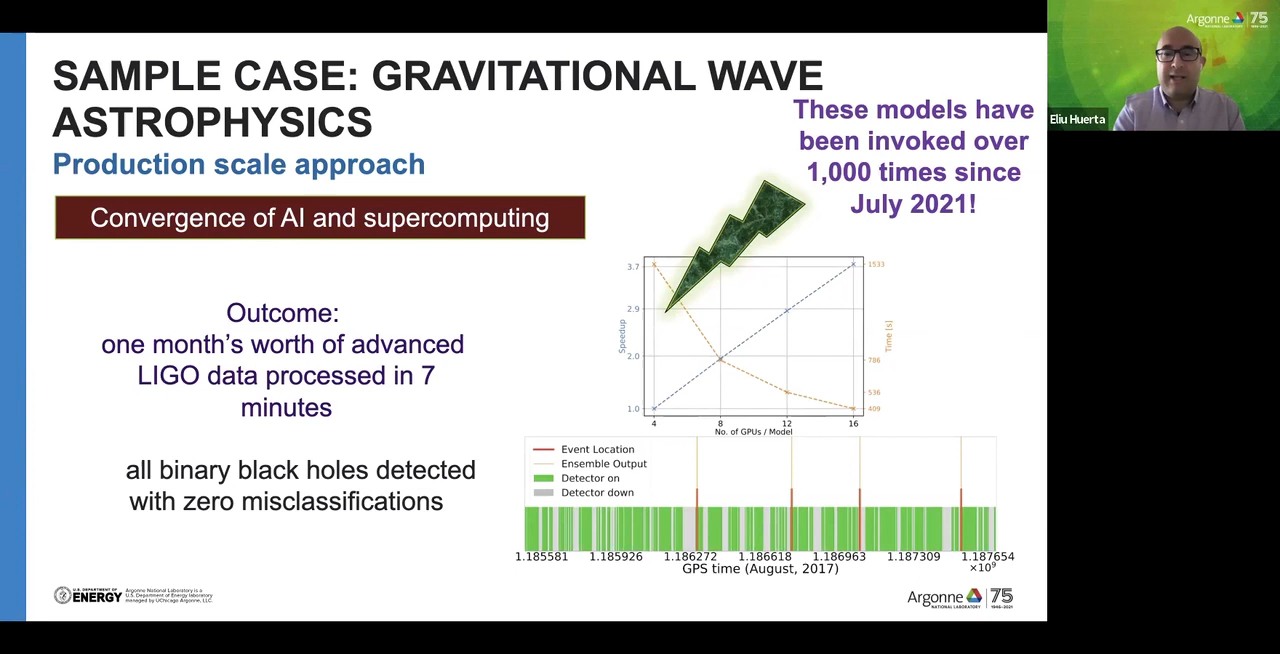 SAMPLE CASE: GRAVITATIONAL WAVE
ASTROPHYSICS
Production scale approach
Convergence of AI and supercomputing
These models have
been invoked over
1,000 times since
July 2021!
Outcome:
one month's worth of advanced
LIGO data processed in 7
minutes
all binary black holes detected
with zero misclassifications
3.7
2.9
2.0
1.0
Speedup
1533
786
536
409
Time [s]
4 8 12 16
No. of GPUs / Model
Event Location
Ensemble Output
Detector on
Detector down
1.185581 1.185926 1.186272 1.186618 1.186963 1.187309 1.187654
×10⁹
GPS time (August, 2017)
U.S. DEPARTMENT OF
ENERGY
Argonne National Laboratory is a
U.S. Department of Energy laboratory
managed by UChicago Argonne, LLC.
Argonne 75
NATIONAL LABORATORY 1946-2021
Argonne 75
NATIONAL LABORATORY 1946-2021
Eliu Huerta